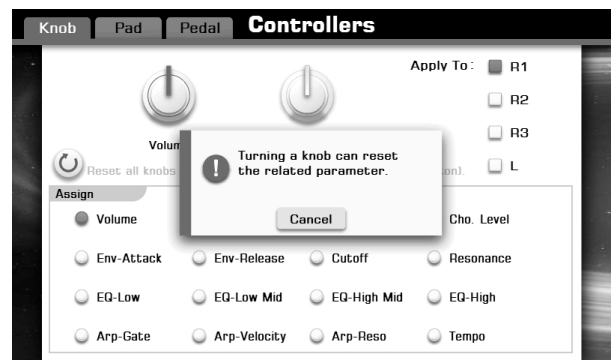 Knob Pad Pedal Controllers
Apply To: R1
R2
Volum
R3
Turning a knob can reset
the related parameter.
Reset all knobs on). L
Assign
Cancel
Volume Cho. Level
Env-Attack Env-Release Cutoff Resonance
EQ-Low EQ-Low Mid EQ-High Mid EQ-High
Arp-Gate Arp-Velocity Arp-Reso Tempo